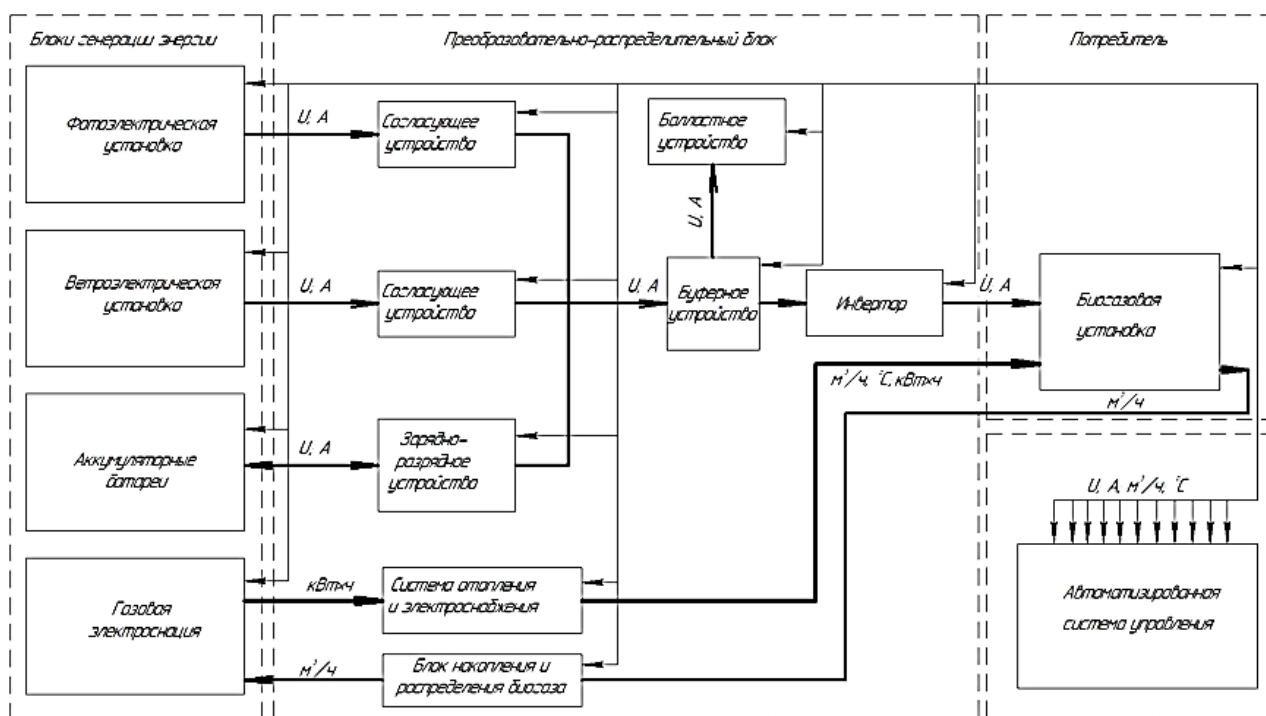 Блоки генерации энергии
Преобразовательно-распределительный блок
Потребитель
Фотоэлектрическая
установка
U, A
Согласующее
устройство
Балластное
устройство
U, A
Ветроэлектрическая
установка
U, A
Согласующее
устройство
U, A
Буферное
устройство
Инвертор
U, A
Биогазовая
установка
м³/ч, °С, кВт×ч
м³/ч
Аккумуляторные
батареи
U, A
Зарядно-
разрядное
устройство
U, A, м³/ч, °С
Газовая
электроснация
кВт×ч
Система отопления
и электроснабжения
Автоматизированная
система управления
м³/ч
Блок накопления и
распределения биогаза